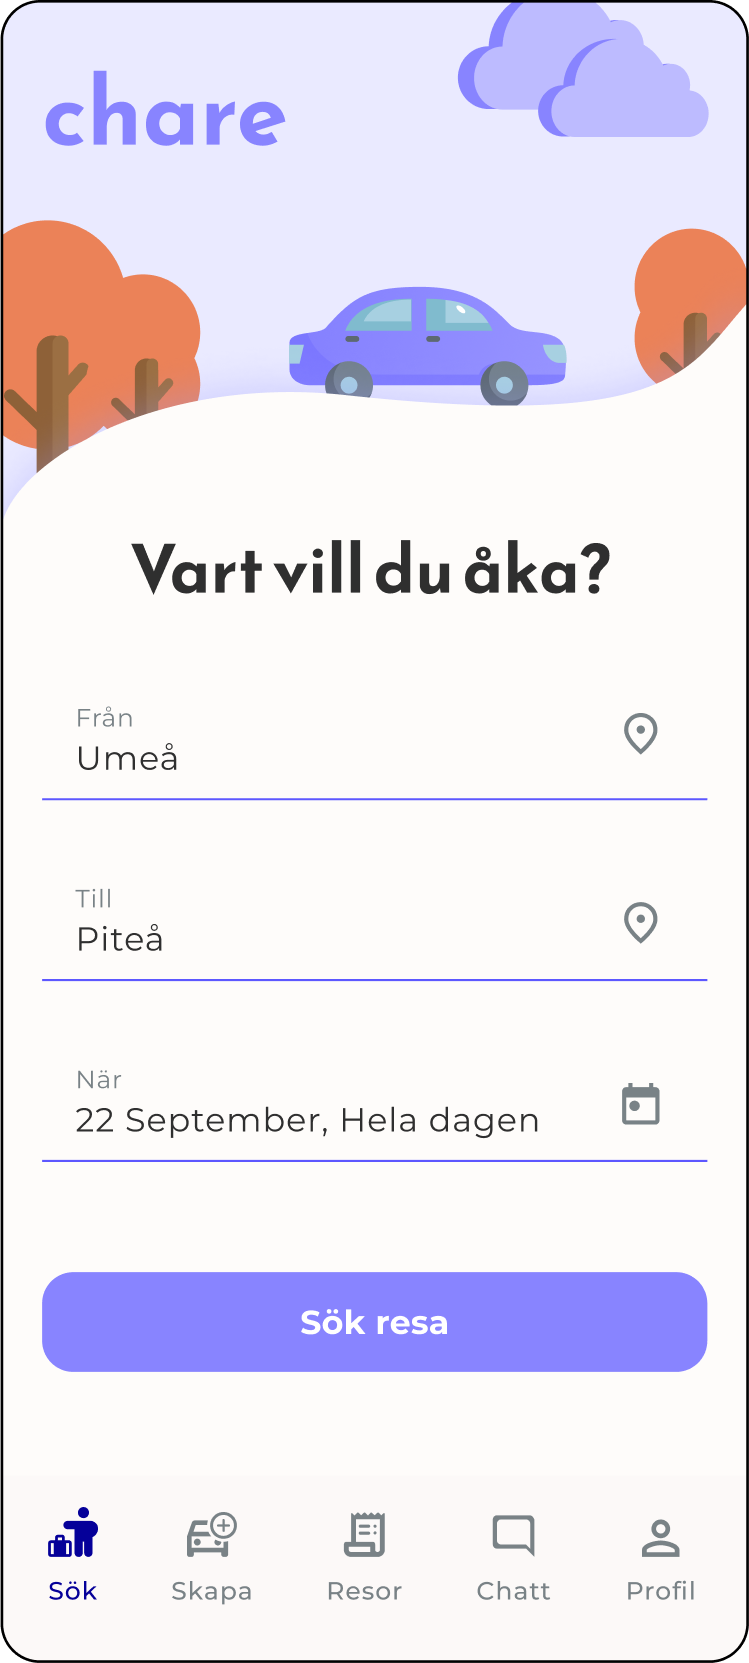 chare
Vart vill du åka?
Från
Umeå
Till
Piteå
När
22 September, Hela dagen
Sök resa
Sök
Skapa
Resor
Chatt
Profil